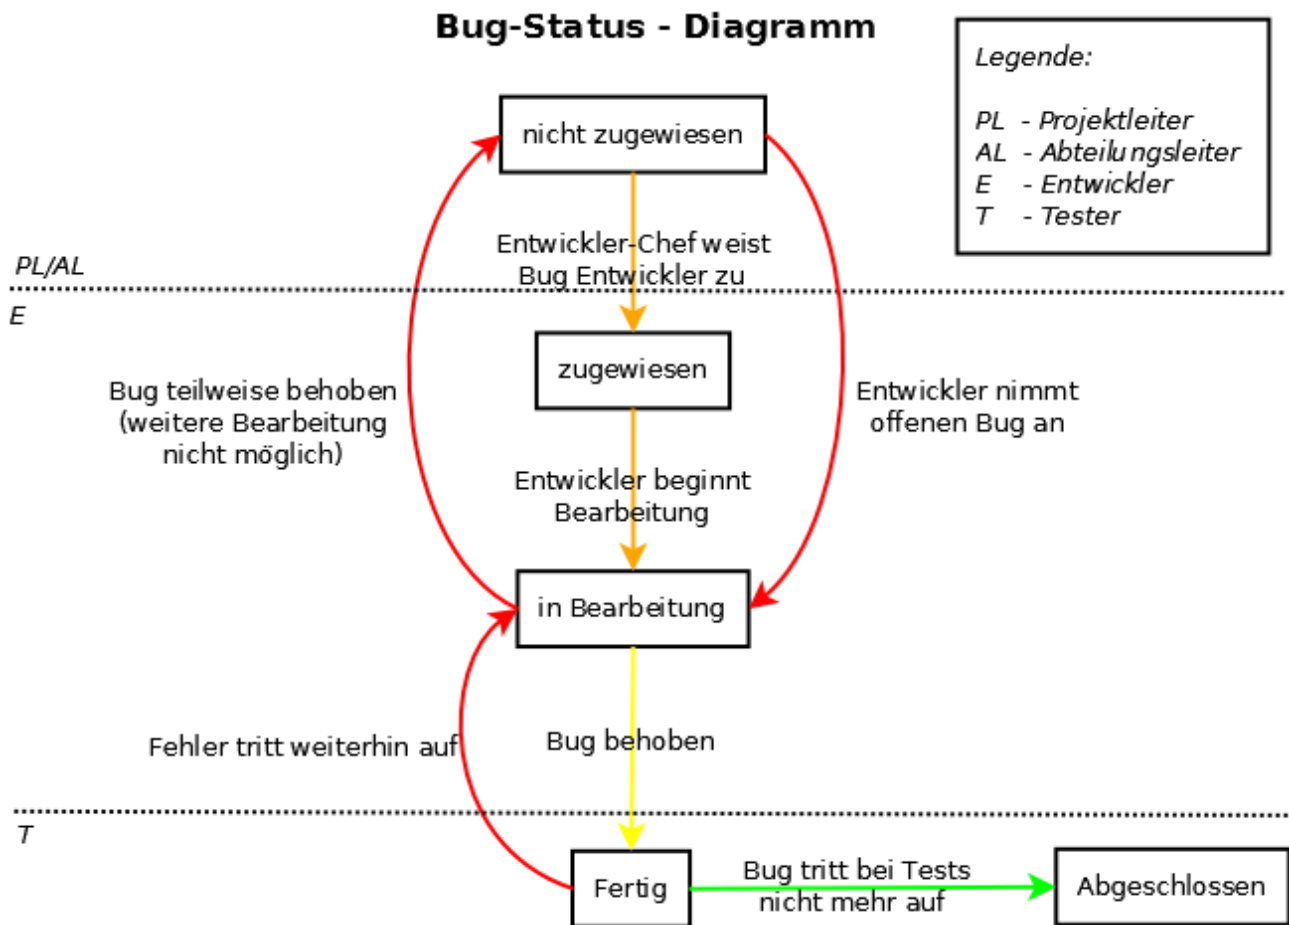 Bug-Status - Diagramm
Legende:
PL - Projektleiter
AL - Abteilungsleiter
E - Entwickler
T - Tester
nicht zugewiesen
Entwickler-Chef weist
Bug Entwickler zu
PL/AL
E
zugewiesen
Bug teilweise behoben
(weitere Bearbeitung
nicht möglich)
Entwickler nimmt
offenen Bug an
Entwickler beginnt
Bearbeitung
in Bearbeitung
Fehler tritt weiterhin auf
Bug behoben
T
Fertig
Bug tritt bei Tests
nicht mehr auf
Abgeschlossen